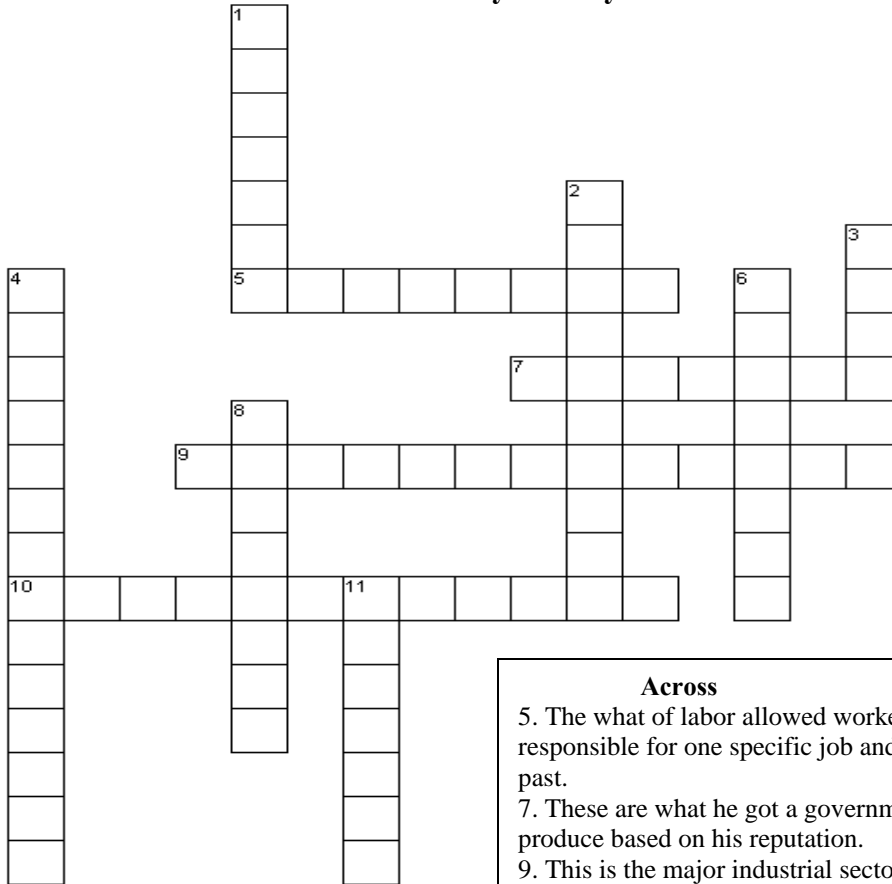 1
2
3
4
5
6
7
8
9
10
11
Across
5. The what of labor allowed worke
responsible for one specific job and
past.
7. These are what he got a governm
produce based on his reputation.
9. This is the major industrial secto